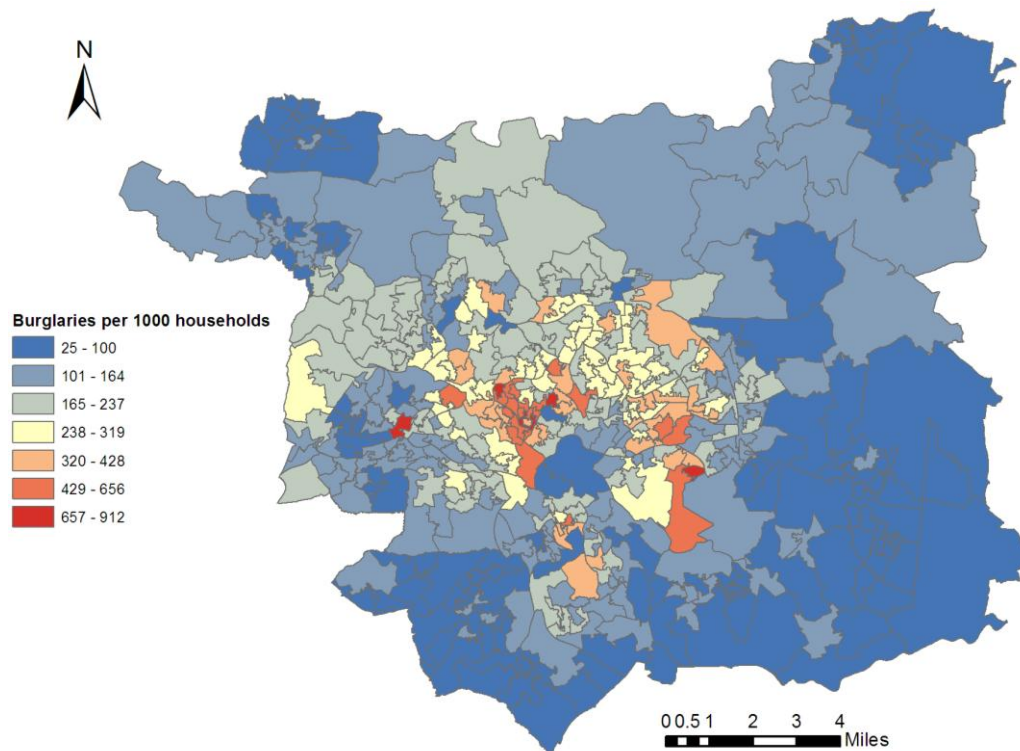 N
Burglaries per 1000 households
25 - 100
101 - 164
165 - 237
238 - 319
320 - 428
429 - 656
657 - 912
0 0.5 1 2 3 4
Miles